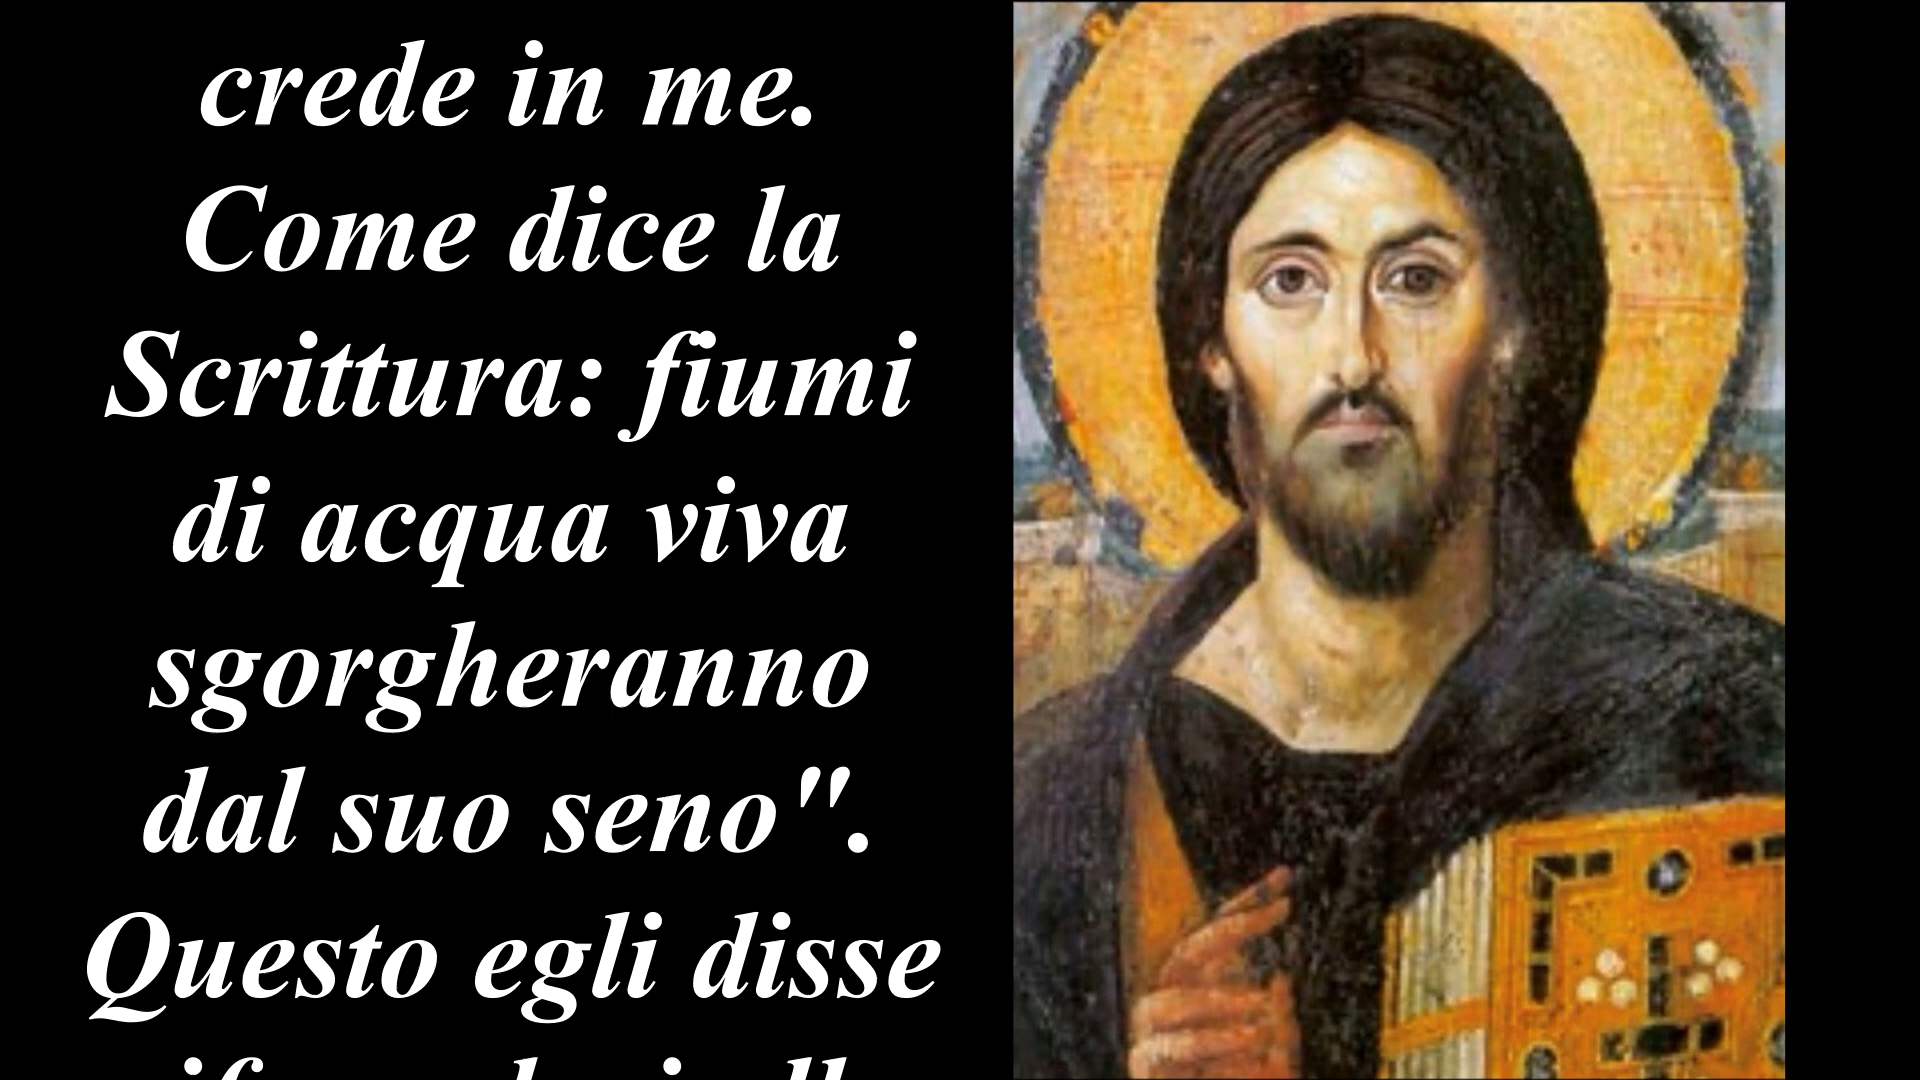 crede in me.
Come dice la
Scrittura: fiumi
di acqua viva
sgorgheranno
dal suo seno".
Questo egli disse